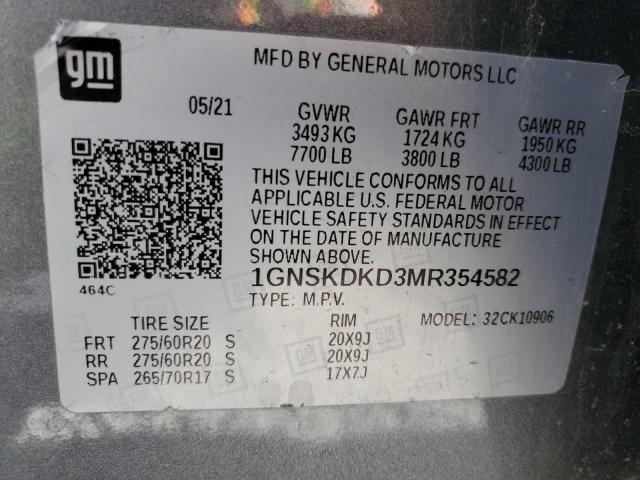 gm
MFD BY GENERAL MOTORS LLC
05/21 GVWR GAWR FRT GAWR RR
3493 KG 1724 KG 1950 KG
7700 LB 3800 LB 4300 LB
THIS VEHICLE CONFORMS TO ALL
APPLICABLE U.S. FEDERAL MOTOR
VEHICLE SAFETY STANDARDS IN EFFECT
ON THE DATE OF MANUFACTURE
SHOWN ABOVE.
464C
1GNSKDKD3MR354582
TYPE: M.P.V.
TIRE SIZE RIM MODEL: 32CK10906
FRT 275/60R20 S 20X9J
RR 275/60R20 S 20X9J
SPA 265/70R17 S 17X7J